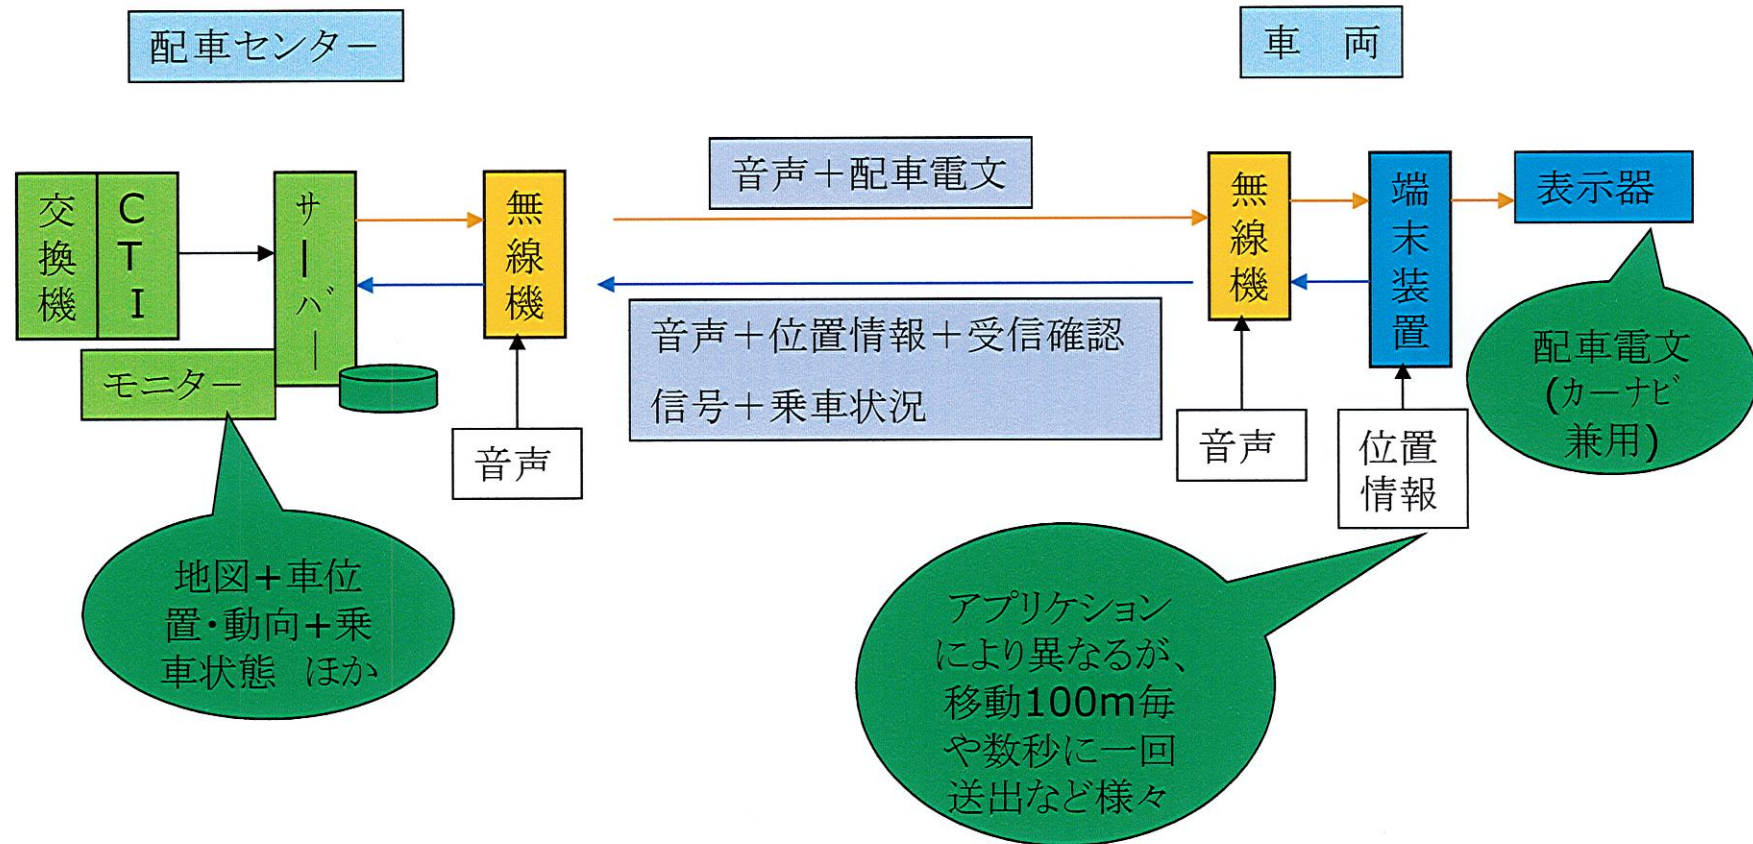 配車センター
車　両
音声＋配車電文
交換機
CTI
サーバー
無線機
無線機
端末装置
表示器
音声＋位置情報＋受信確認
信号＋乗車状況
モニター
音声
音声
位置
情報
配車電文
(カーナビ
兼用)
地図+車位
置・動向+乗
車状態　ほか
アプリケション
により異なるが、
移動100m毎
や数秒に一回
送出など様々